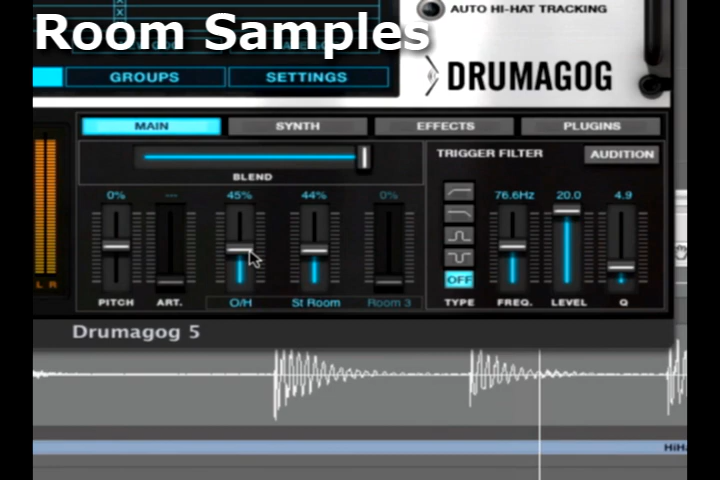 Room Samples
AUTO HI-HAT TRACKING
GROUPS SETTINGS
DRUMAGOG
MAIN SYNTH EFFECTS PLUGINS
BLEND
TRIGGER FILTER AUDITION
0% --- 45% 44% 0% 76.6Hz 20.0 4.9
OFF
L R
PITCH ART. O/H St Room Room 3 TYPE FREQ. LEVEL Q
Drumagog 5